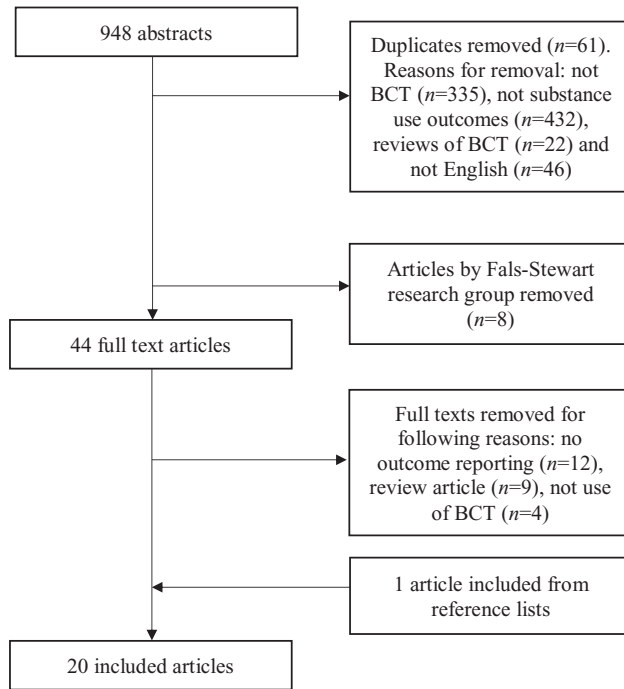 948 abstracts
Duplicates removed (n=61).
Reasons for removal: not
BCT (n=335), not substance
use outcomes (n=432),
reviews of BCT (n=22) and
not English (n=46)
Articles by Fals-Stewart
research group removed
(n=8)
44 full text articles
Full texts removed for
following reasons: no
outcome reporting (n=12),
review article (n=9), not use
of BCT (n=4)
1 article included from
reference lists
20 included articles